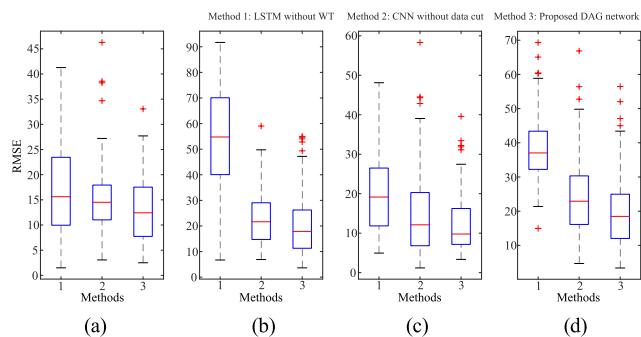 Method 1: LSTM without WT Method 2: CNN without data cut Method 3: Proposed DAG network
RMSE
45
40
35
30
25
20
15
10
5
0
1 2 3
Methods
(a)
90
80
70
60
50
40
30
20
10
0
1 2 3
Methods
(b)
60
50
40
30
20
10
0
1 2 3
Methods
(c)
70
60
50
40
30
20
10
1 2 3
Methods
(d)